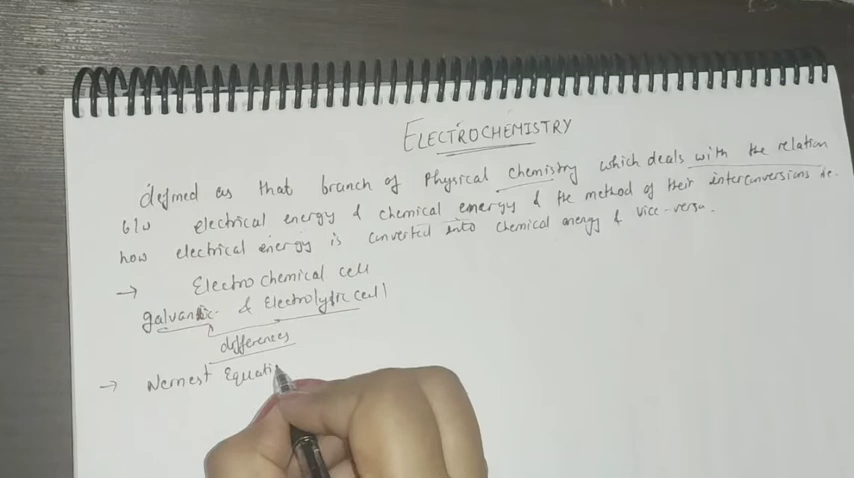 ELECTROCHEMISTRY
defined as that branch of Physical chemistry which deals with the relation
b/w electrical energy & chemical energy & the method of their interconversions ie.
how electrical energy is converted into chemical energy & vice-versa.
→ Electrochemical cell
galvanic & Electrolytic cell
differences
→ Nernest Equati